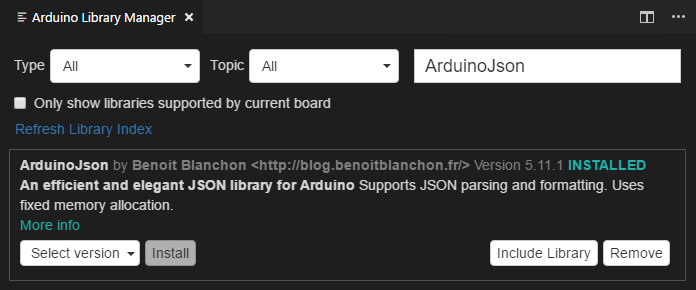 Arduino Library Manager
Type All Topic All ArduinoJson
Only show libraries supported by current board
Refresh Library Index
ArduinoJson by Benoit Blanchon <http://blog.benoitblanchon.fr/> Version 5.11.1 INSTALLED
An efficient and elegant JSON library for Arduino Supports JSON parsing and formatting. Uses
fixed memory allocation.
More info
Select version Install Include Library Remove